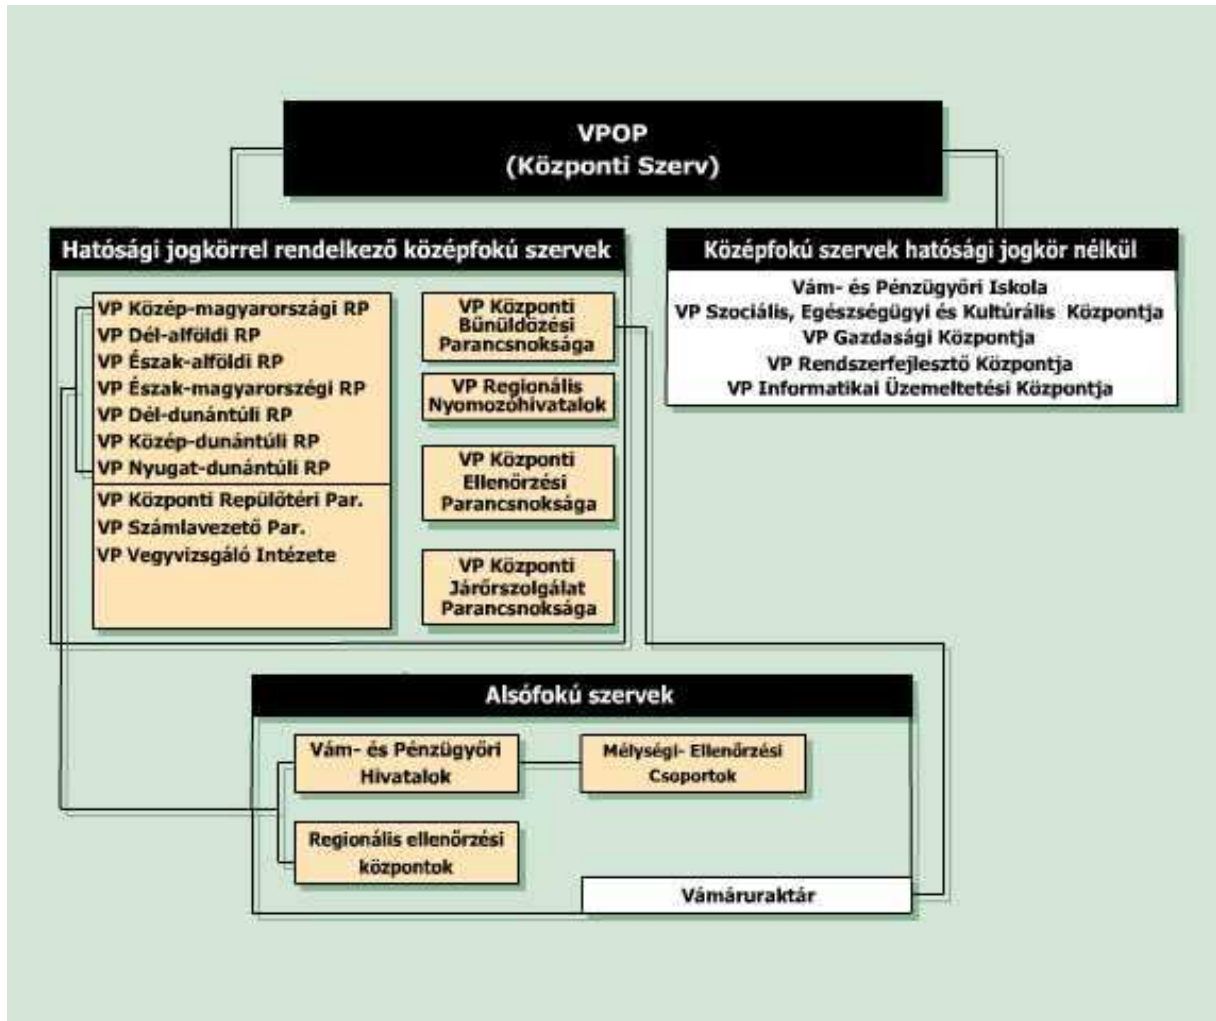 VPOP
(Központi Szerv)
Hatósági jogkörrel rendelkező középfokú szervek
VP Közép-magyarországi RP
VP Dél-alföldi RP
VP Észak-alföldi RP
VP Észak-magyarorszégi RP
VP Dél-dunántúli RP
VP Közép-dunántúli RP
VP Nyugat-dunántúli RP
VP Központi Repülőtéri Par.
VP Számlavezető Par.
VP Vegyvizsgáló Intézete
VP Központi
Bűnüldözési
Parancsnoksága
VP Regionális
Nyomozóhivatalok
VP Központi
Ellenőrzési
Parancsnoksága
VP Központi
Járőrszolgálat
Parancsnoksága
Középfokú szervek hatósági jogkör nélkül
Vám- és Pénzügyőri Iskola
VP Szociális, Egészségügyi és Kultúrális Központja
VP Gazdasági Központja
VP Rendszerfejlesztő Központja
VP Informatikai Üzemeltetési Központja
Alsófokú szervek
Vám- és Pénzügyőri
Hivatalok
Mélységi- Ellenőrzési
Csoportok
Regionális ellenőrzési
központok
Vámáruraktár